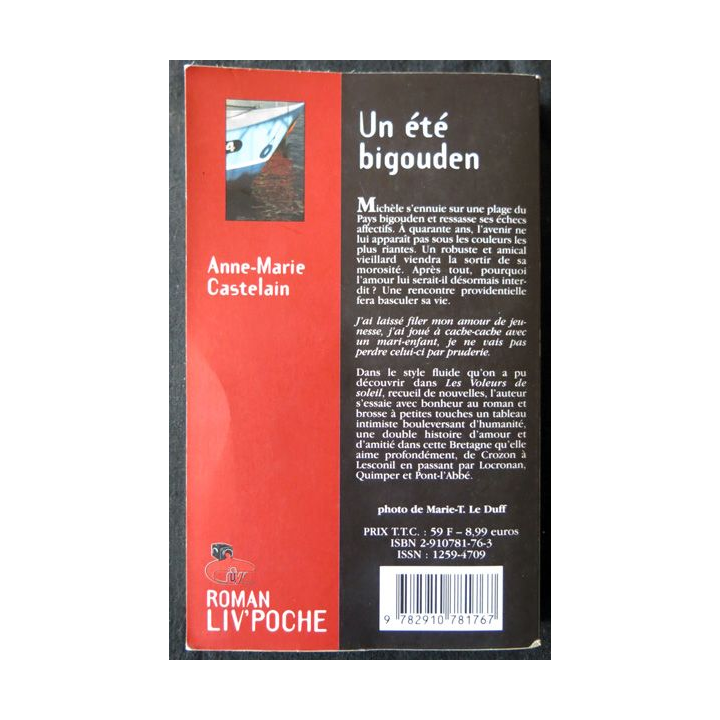 4
Un été
bigouden
Anne-Marie
Castelain
Michèle s'ennuie sur une plage du
Pays bigouden et ressasse ses échecs
affectifs. À quarante ans, l'avenir ne
lui apparaît pas sous les couleurs les
plus riantes. Un robuste et amical
vieillard viendra la sortir de sa
morosité. Après tout, pourquoi
l'amour lui serait-il désormais inter-
dit ? Une rencontre providentielle
fera basculer sa vie.
J'ai laissé filer mon amour de jeu-
nesse, j'ai joué à cache-cache avec
un mari-enfant, je ne vais pas
perdre celui-ci par pruderie.
Dans le style fluide qu'on a pu
découvrir dans Les Voleurs de
soleil, recueil de nouvelles, l'auteur
s'essaie avec bonheur au roman et
brosse à petites touches un tableau
intimiste bouleversant d'humanité,
une double histoire d'amour et
d'amitié dans cette Bretagne qu'elle
aime profondément, de Crozon à
Lesconil en passant par Locronan,
Quimper et Pont-l'Abbé.
photo de Marie-T. Le Duff
PRIX T.T.C. : 59 F – 8,99 euros
ISBN 2-910781-76-3
ISSN : 1259-4709
9 782910 781767
ROMAN
LIV'POCHE